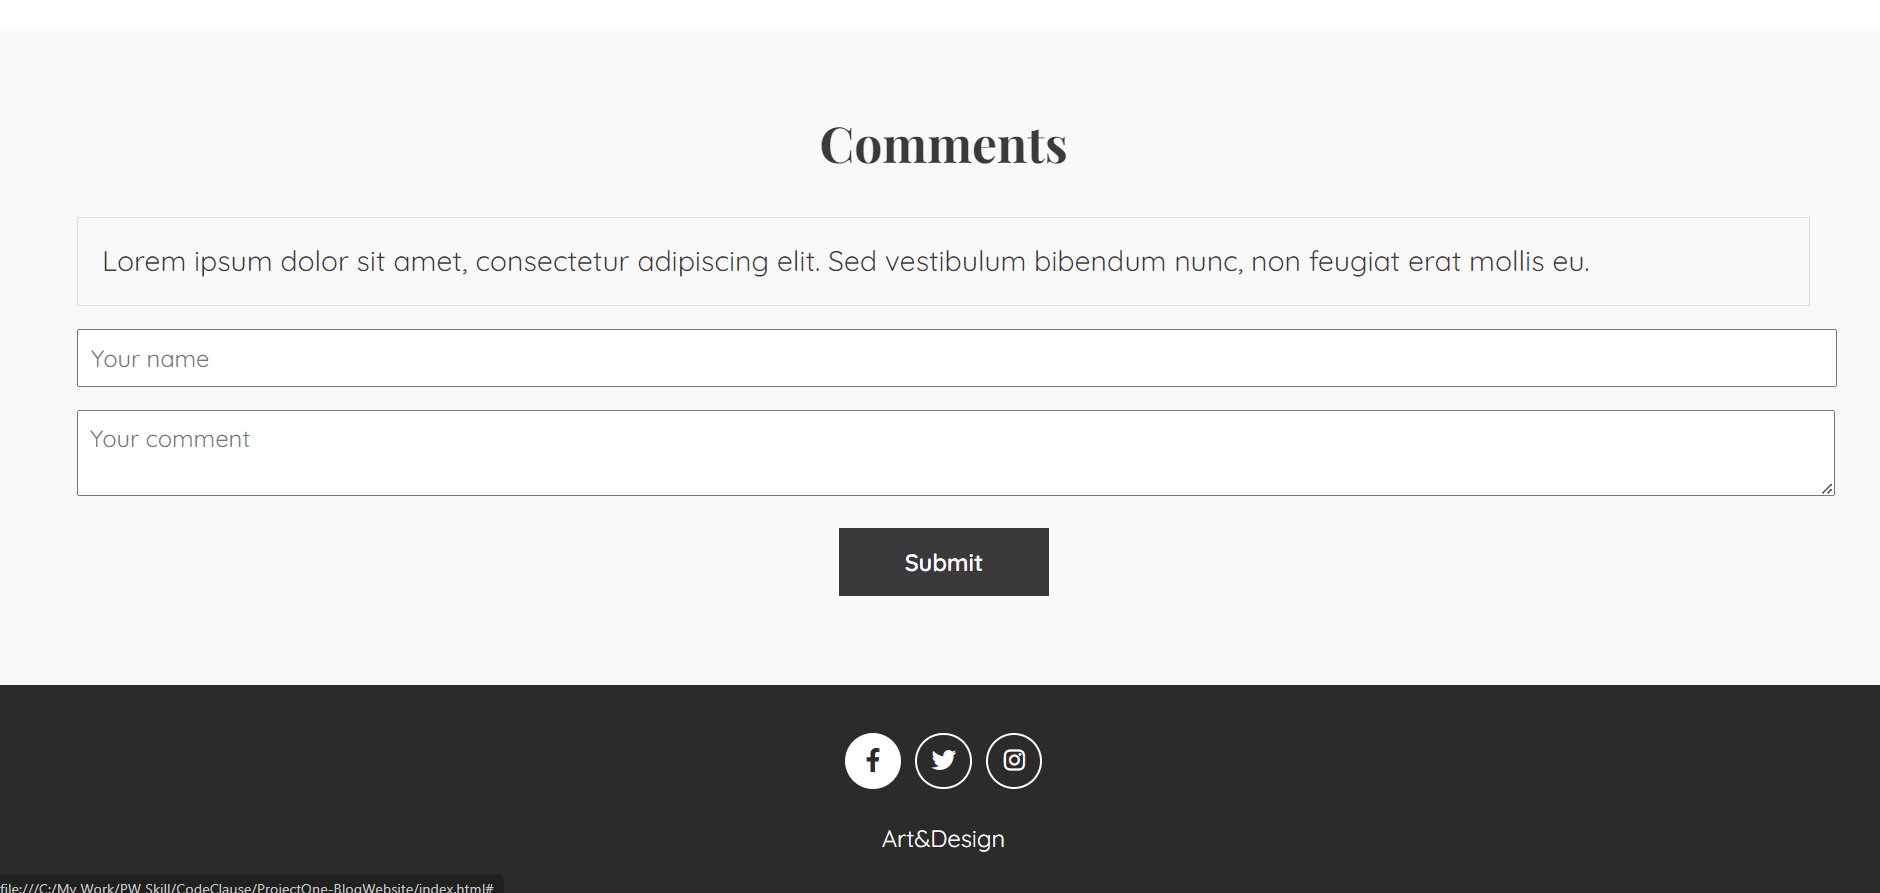 Comments
Lorem ipsum dolor sit amet, consectetur adipiscing elit. Sed vestibulum bibendum nunc, non feugiat erat mollis eu.
Your name
Your comment
Submit
Art&Design
file:///C:/My Work/PW Skill/CodeClause/ProjectOne-BlogWebsite/index.html#